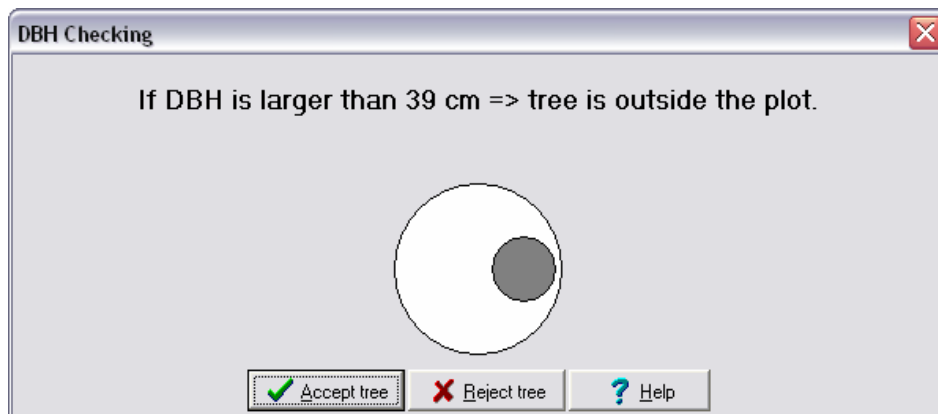 DBH Checking
If DBH is larger than 39 cm => tree is outside the plot.
Accept tree
Reject tree
? Help